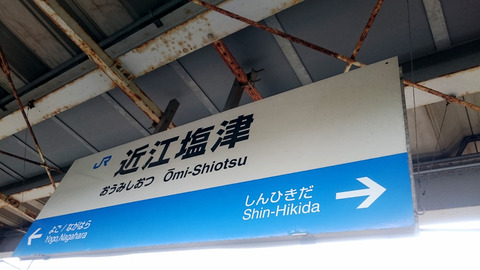 JR 近江塩津
おうみしおつ Ōmi-Shiotsu
← よご / ながはら
Yogo, Nagahara
しんひきだ →
Shin-Hikida